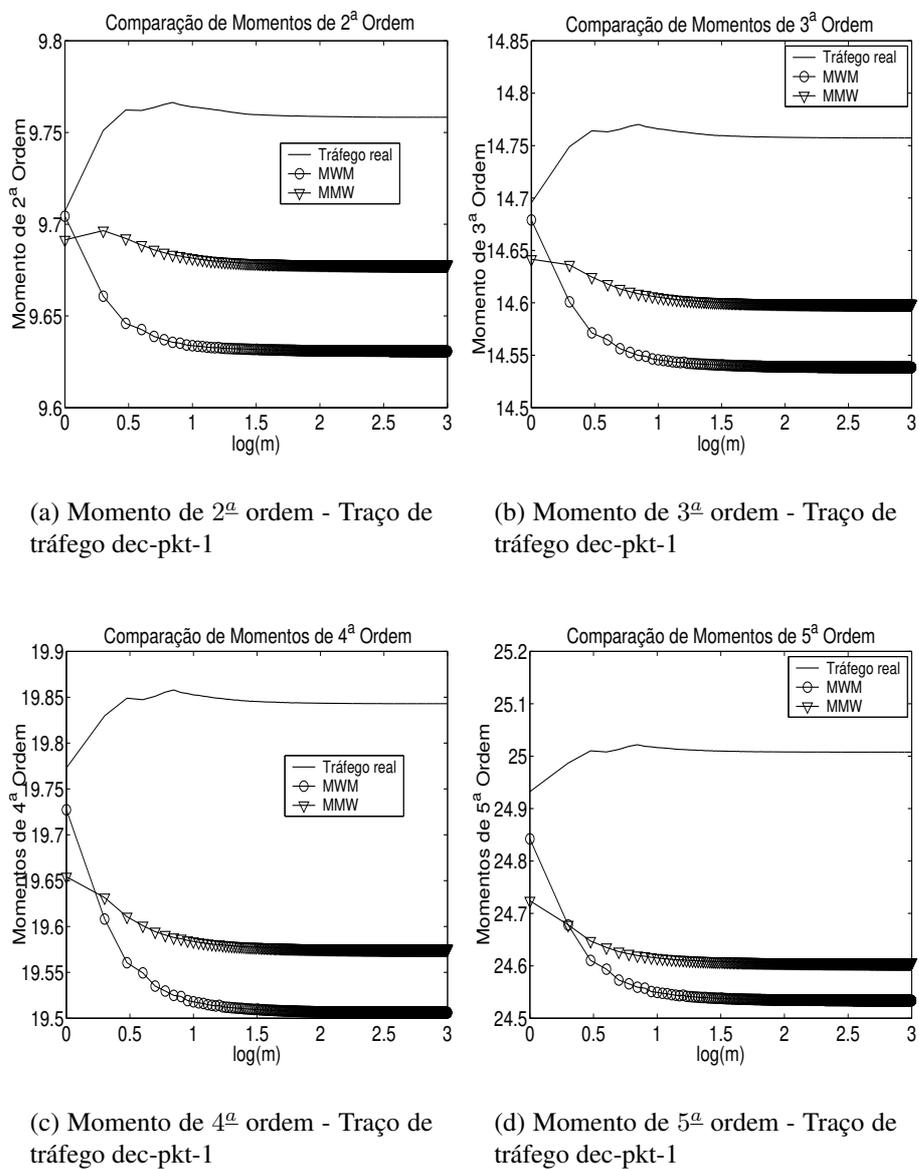 Comparação de Momentos de 2ª Ordem
9.8
9.75
9.7
9.65
9.6
Momento de 2ª Ordem
Tráfego real
MWM
MMW
0 0.5 1 1.5 2 2.5 3
log(m)
(a) Momento de 2ª ordem - Traço de
tráfego dec-pkt-1
Comparação de Momentos de 3ª Ordem
14.85
14.8
14.75
14.7
14.65
14.6
14.55
14.5
Momento de 3ª Ordem
Tráfego real
MWM
MMW
0 0.5 1 1.5 2 2.5 3
log(m)
(b) Momento de 3ª ordem - Traço de
tráfego dec-pkt-1
Comparação de Momentos de 4ª Ordem
19.9
19.85
19.8
19.75
19.7
19.65
19.6
19.55
19.5
Momentos de 4ª Ordem
Tráfego real
MWM
MMW
0 0.5 1 1.5 2 2.5 3
log(m)
(c) Momento de 4ª ordem - Traço de
tráfego dec-pkt-1
Comparação de Momentos de 5ª Ordem
25.2
25.1
25
24.9
24.8
24.7
24.6
24.5
Momentos de 5ª Ordem
Tráfego real
MWM
MMW
0 0.5 1 1.5 2 2.5 3
log(m)
(d) Momento de 5ª ordem - Traço de
tráfego dec-pkt-1